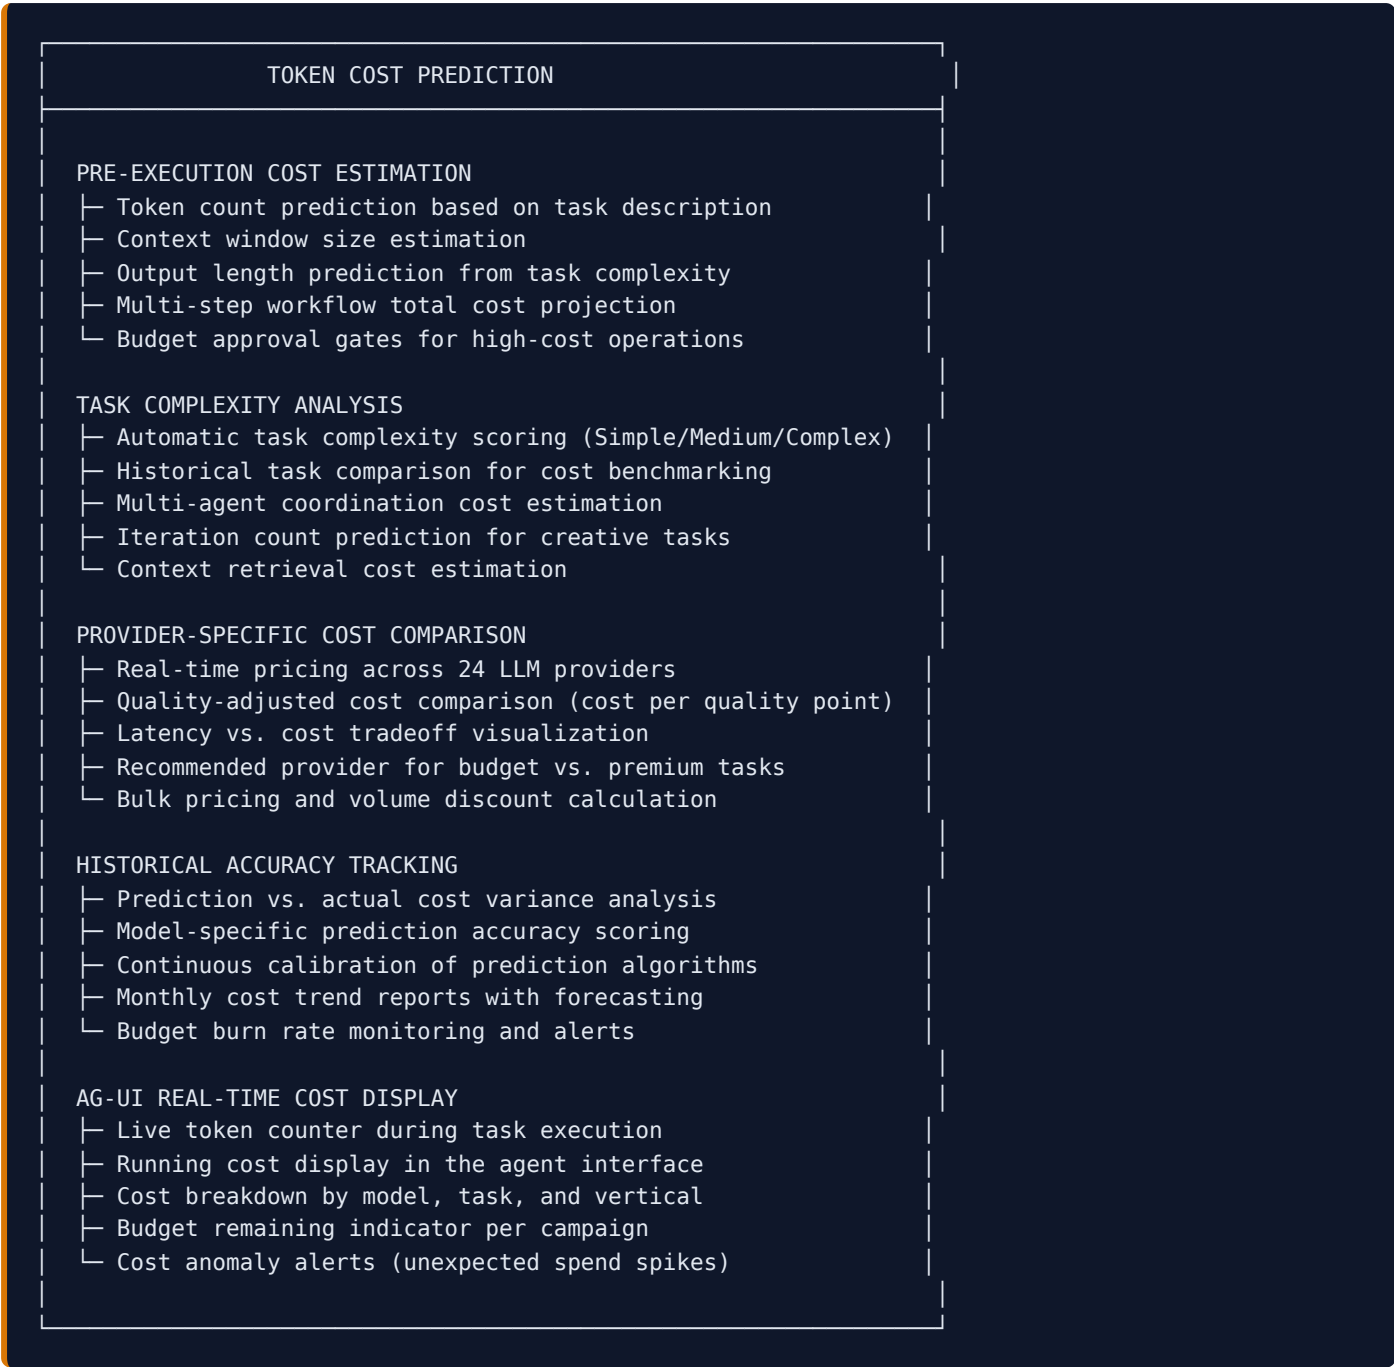 TOKEN COST PREDICTION
PRE-EXECUTION COST ESTIMATION
├─ Token count prediction based on task description
├─ Context window size estimation
├─ Output length prediction from task complexity
├─ Multi-step workflow total cost projection
└─ Budget approval gates for high-cost operations
TASK COMPLEXITY ANALYSIS
├─ Automatic task complexity scoring (Simple/Medium/Complex)
├─ Historical task comparison for cost benchmarking
├─ Multi-agent coordination cost estimation
├─ Iteration count prediction for creative tasks
└─ Context retrieval cost estimation
PROVIDER-SPECIFIC COST COMPARISON
├─ Real-time pricing across 24 LLM providers
├─ Quality-adjusted cost comparison (cost per quality point)
├─ Latency vs. cost tradeoff visualization
├─ Recommended provider for budget vs. premium tasks
└─ Bulk pricing and volume discount calculation
HISTORICAL ACCURACY TRACKING
├─ Prediction vs. actual cost variance analysis
├─ Model-specific prediction accuracy scoring
├─ Continuous calibration of prediction algorithms
├─ Monthly cost trend reports with forecasting
└─ Budget burn rate monitoring and alerts
AG-UI REAL-TIME COST DISPLAY
├─ Live token counter during task execution
├─ Running cost display in the agent interface
├─ Cost breakdown by model, task, and vertical
├─ Budget remaining indicator per campaign
└─ Cost anomaly alerts (unexpected spend spikes)